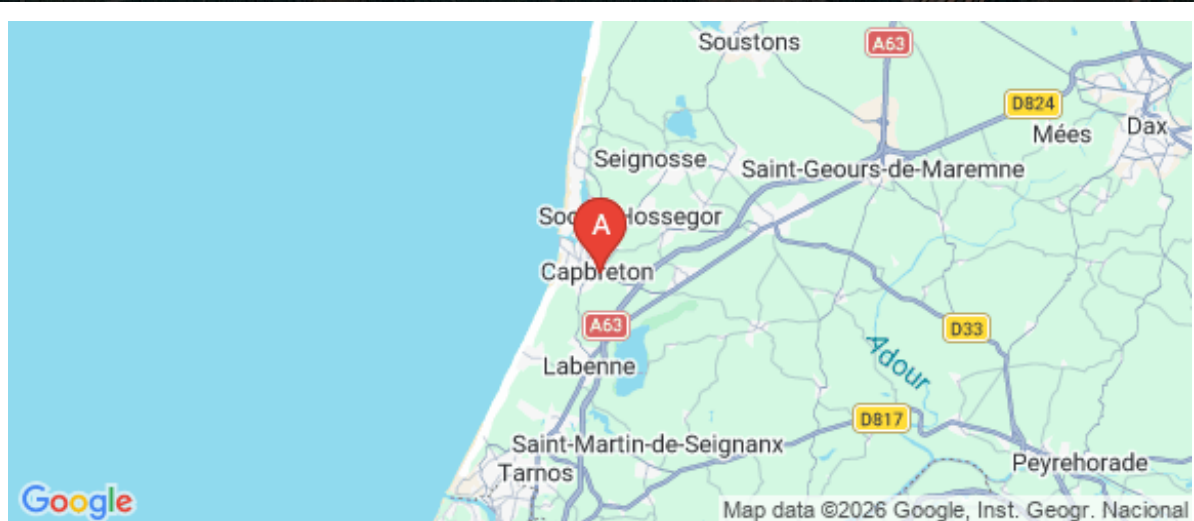 Soustons
A63
D824
Mées
Dax
Seignosse
Saint-Geours-de-Maremne
A
Hossegor
Capbreton
A63
D33
Labenne
Adour
D817
Saint-Martin-de-Seignanx
Tarnos
Peyrehorade
Google
Map data ©2026 Google, Inst. Geogr. Nacional